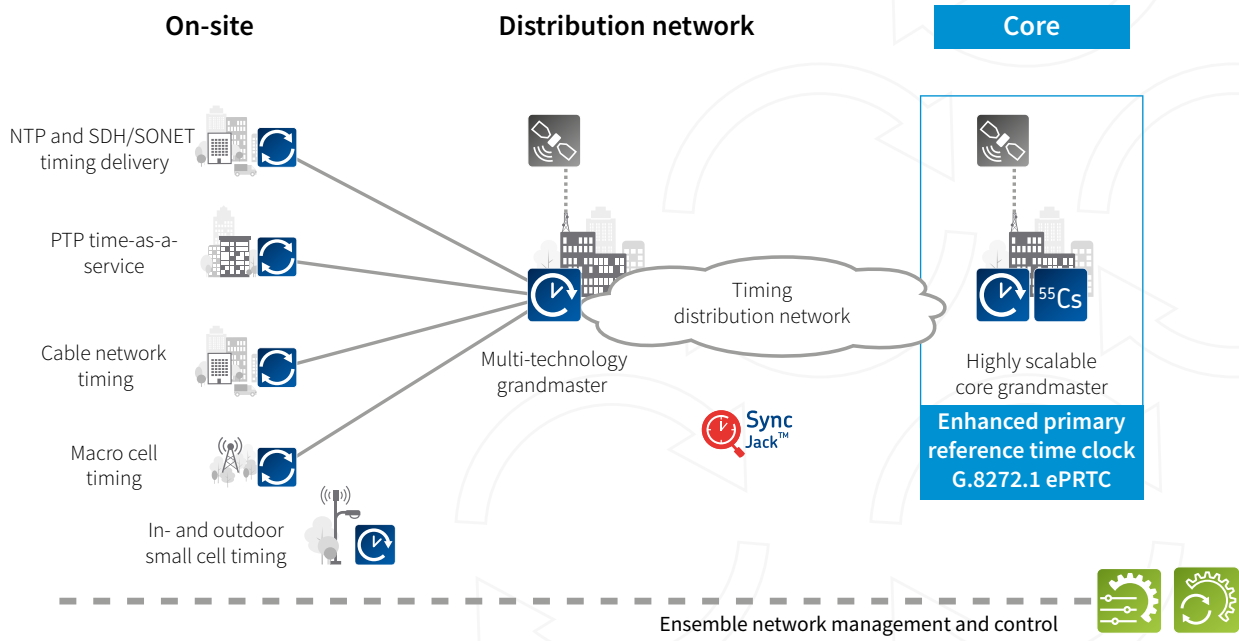 On-site
Distribution network
Core
NTP and SDH/SONET
timing delivery
PTP time-as-a-
service
Cable network
timing
Macro cell
timing
In- and outdoor
small cell timing
Multi-technology
grandmaster
Timing
distribution network
Sync
Jack™
⁵⁵Cs
Highly scalable
core grandmaster
Enhanced primary
reference time clock
G.8272.1 ePRTC
Ensemble network management and control